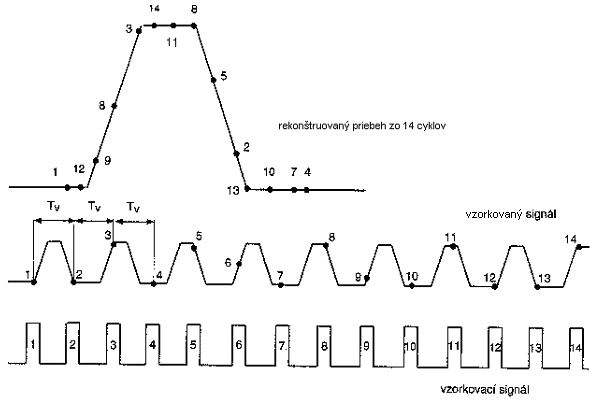 14 8
3 11
5
8
2
9
1 12 13 10 7 4
rekonštruovaný priebeh zo 14 cyklov
Tv Tv Tv
vzorkovaný signál
1 2 3 4 5 6 7 8 9 10 11 12 13 14
1 2 3 4 5 6 7 8 9 10 11 12 13 14
vzorkovací signál